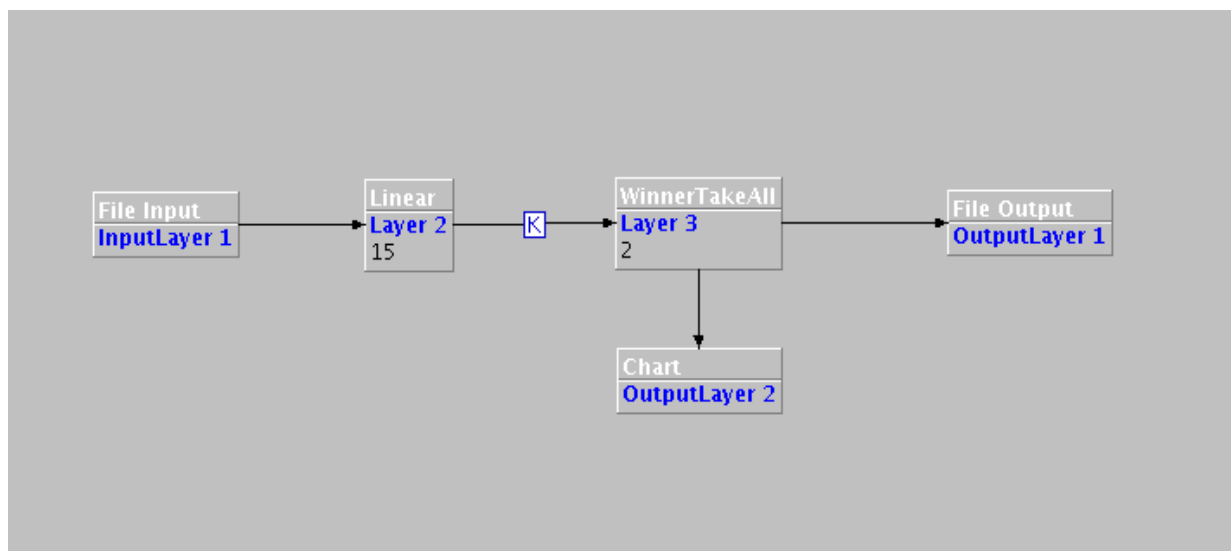 File Input
InputLayer 1
Linear
Layer 2
15
K
WinnerTakeAll
Layer 3
2
File Output
OutputLayer 1
Chart
OutputLayer 2